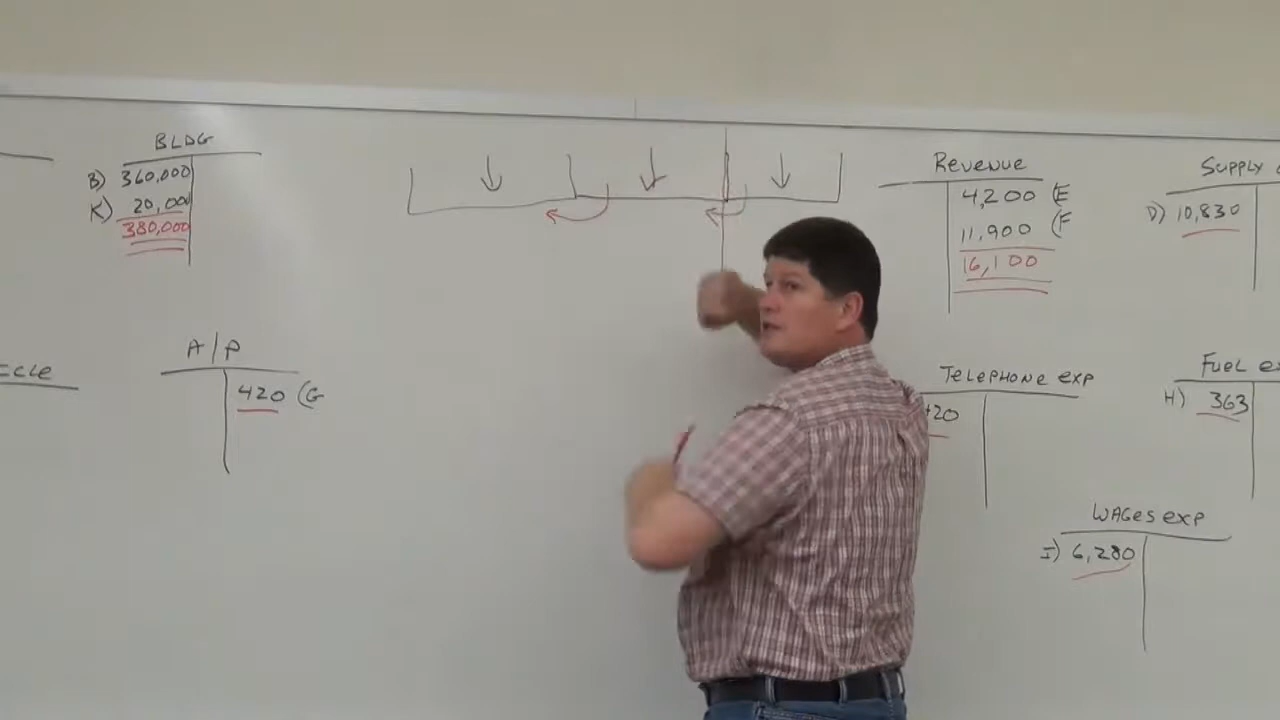 BLDG
B) 360,000
K) 20,000
380,000
A/P
420 (G
Revenue
4,200 (E
11,900 (F
16,100
Supply
D) 10,830
Telephone exp
20
Fuel
H) 363
Wages exp
I) 6,280